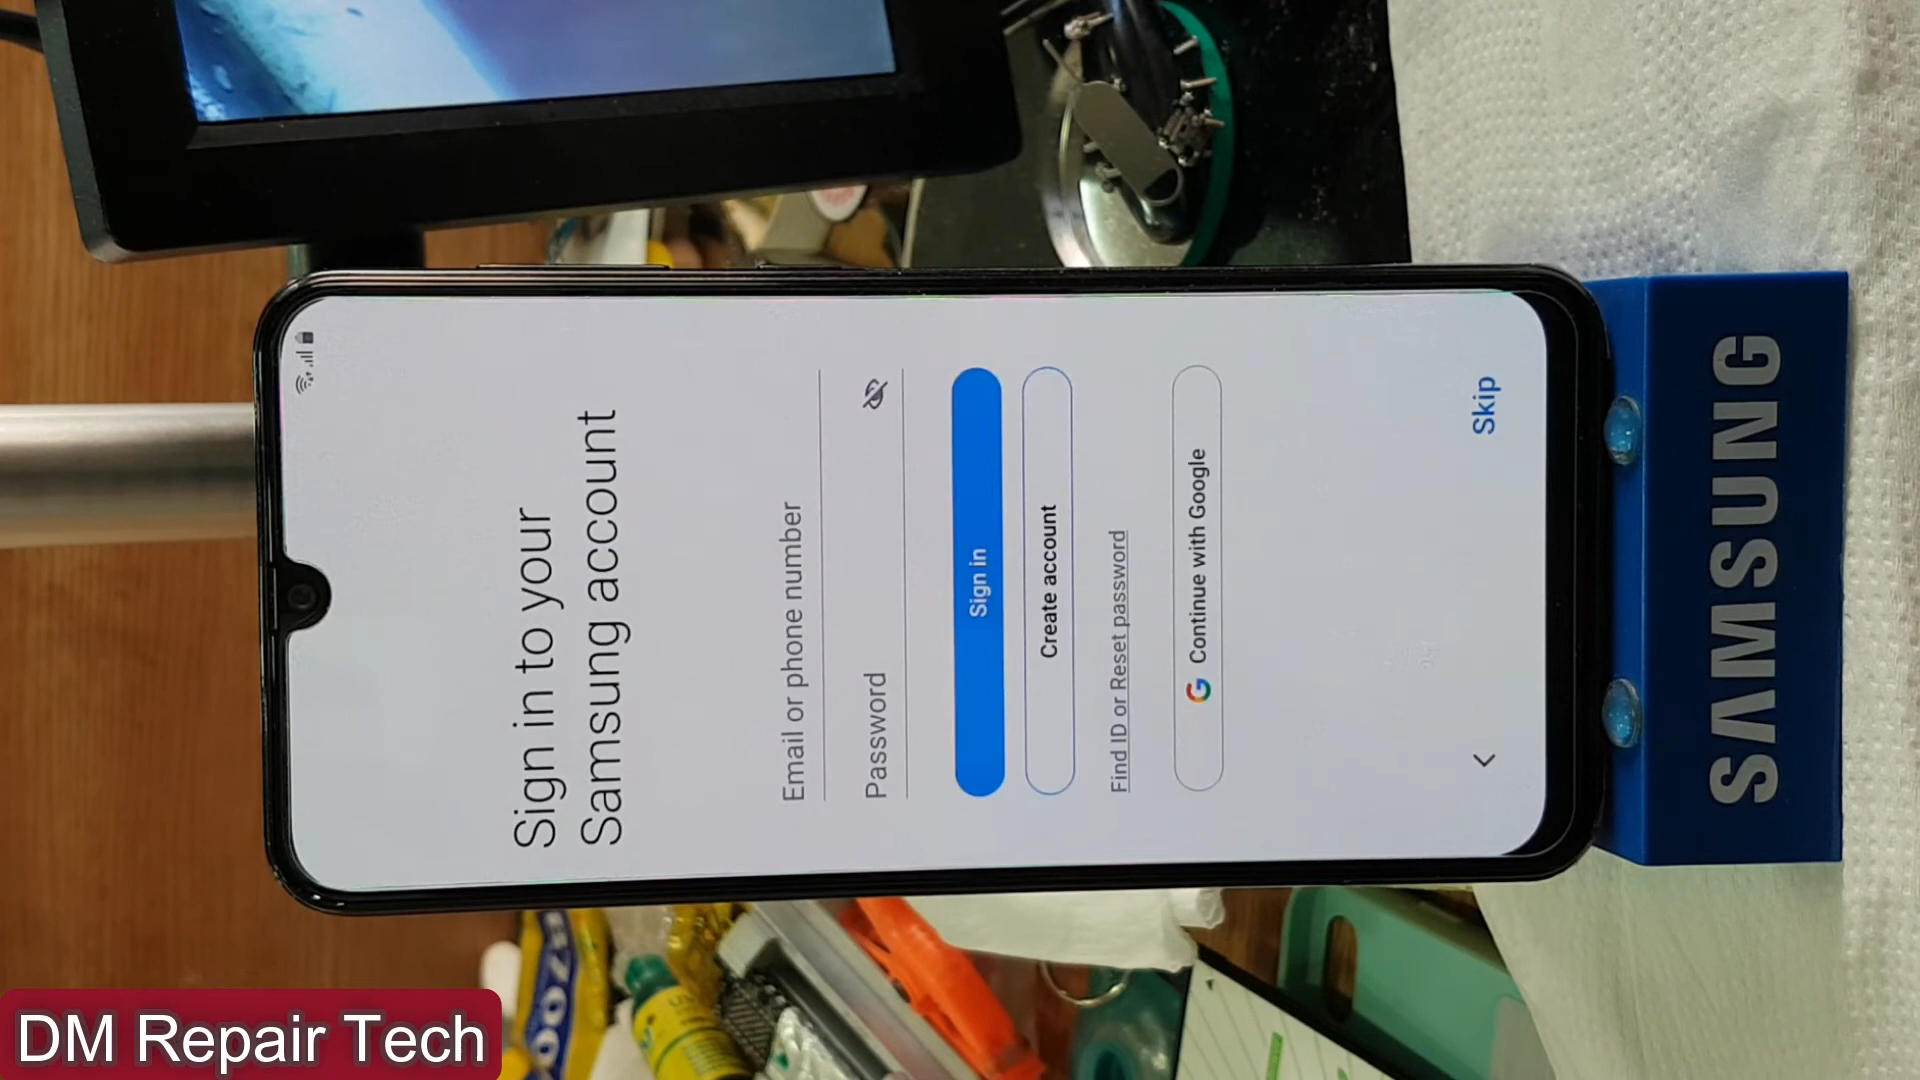 Sign in to your
Samsung account
Email or phone number
Password
Sign in
Create account
Find ID or Reset password
Continue with Google
Skip
SAMSUNG
DM Repair Tech